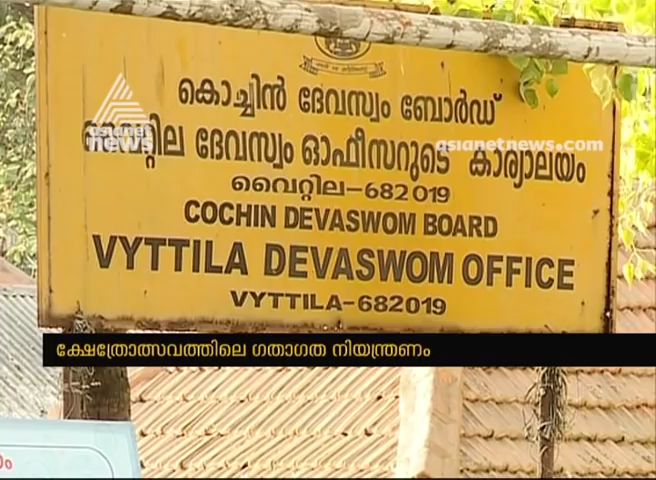 കൊച്ചിൻ ദേവസ്വം ബോർഡ്
asianet news
asianetnews.com
വൈറ്റില ദേവസ്വം ഓഫീസറുടെ കാര്യാലയം
വൈറ്റില-682019
COCHIN DEVASWOM BOARD
VYTTILA DEVASWOM OFFICE
VYTTILA-682019
ക്ഷേത്രോത്സവത്തിലെ ഗതാഗത നിയന്ത്രണം